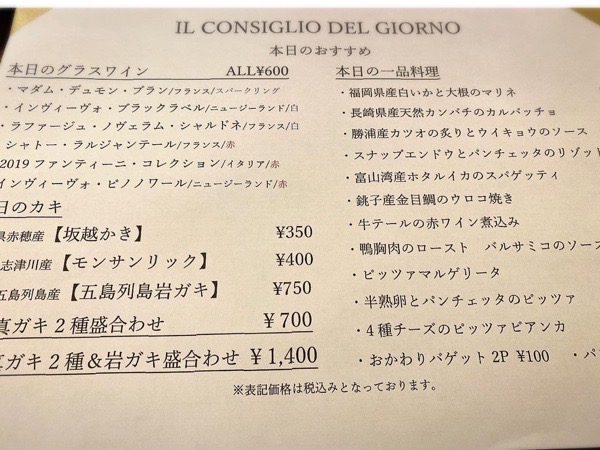 IL CONSIGLIO DEL GIORNO
本日のおすすめ
本日のグラスワイン ALL¥600
・マダム・デュモン・ブラン/フランス/スパークリング
・インヴィーヴォ・ブラックラベル/ニュージーランド/白
・ラファージュ・ノヴェラム・シャルドネ/フランス/白
・シャトー・ラルジャンテール/フランス/赤
2019 ファンティーニ・コレクション/イタリア/赤
インヴィーヴォ・ピノノワール/ニュージーランド/赤
日のカキ
県赤穂産【坂越かき】 ¥350
志津川産【モンサンリック】 ¥400
五島列島産【五島列島岩ガキ】 ¥750
真ガキ2種盛合わせ ¥700
真ガキ2種&岩ガキ盛合わせ ¥1,400
本日の一品料理
・福岡県産白いかと大根のマリネ
・長崎県産天然カンパチのカルパッチョ
・勝浦産カツオの炙りとウイキョウのソース
・スナップエンドウとパンチェッタのリゾッ
・富山湾産ホタルイカのスパゲッティ
・銚子産金目鯛のウロコ焼き
・牛テールの赤ワイン煮込み
・鴨胸肉のロースト バルサミコのソー
・ピッツァマルゲリータ
・半熟卵とパンチェッタのピッツァ
・4種チーズのピッツァビアンカ
・おかわりバゲット2P ¥100 ・パ
※表記価格は税込みとなっております。